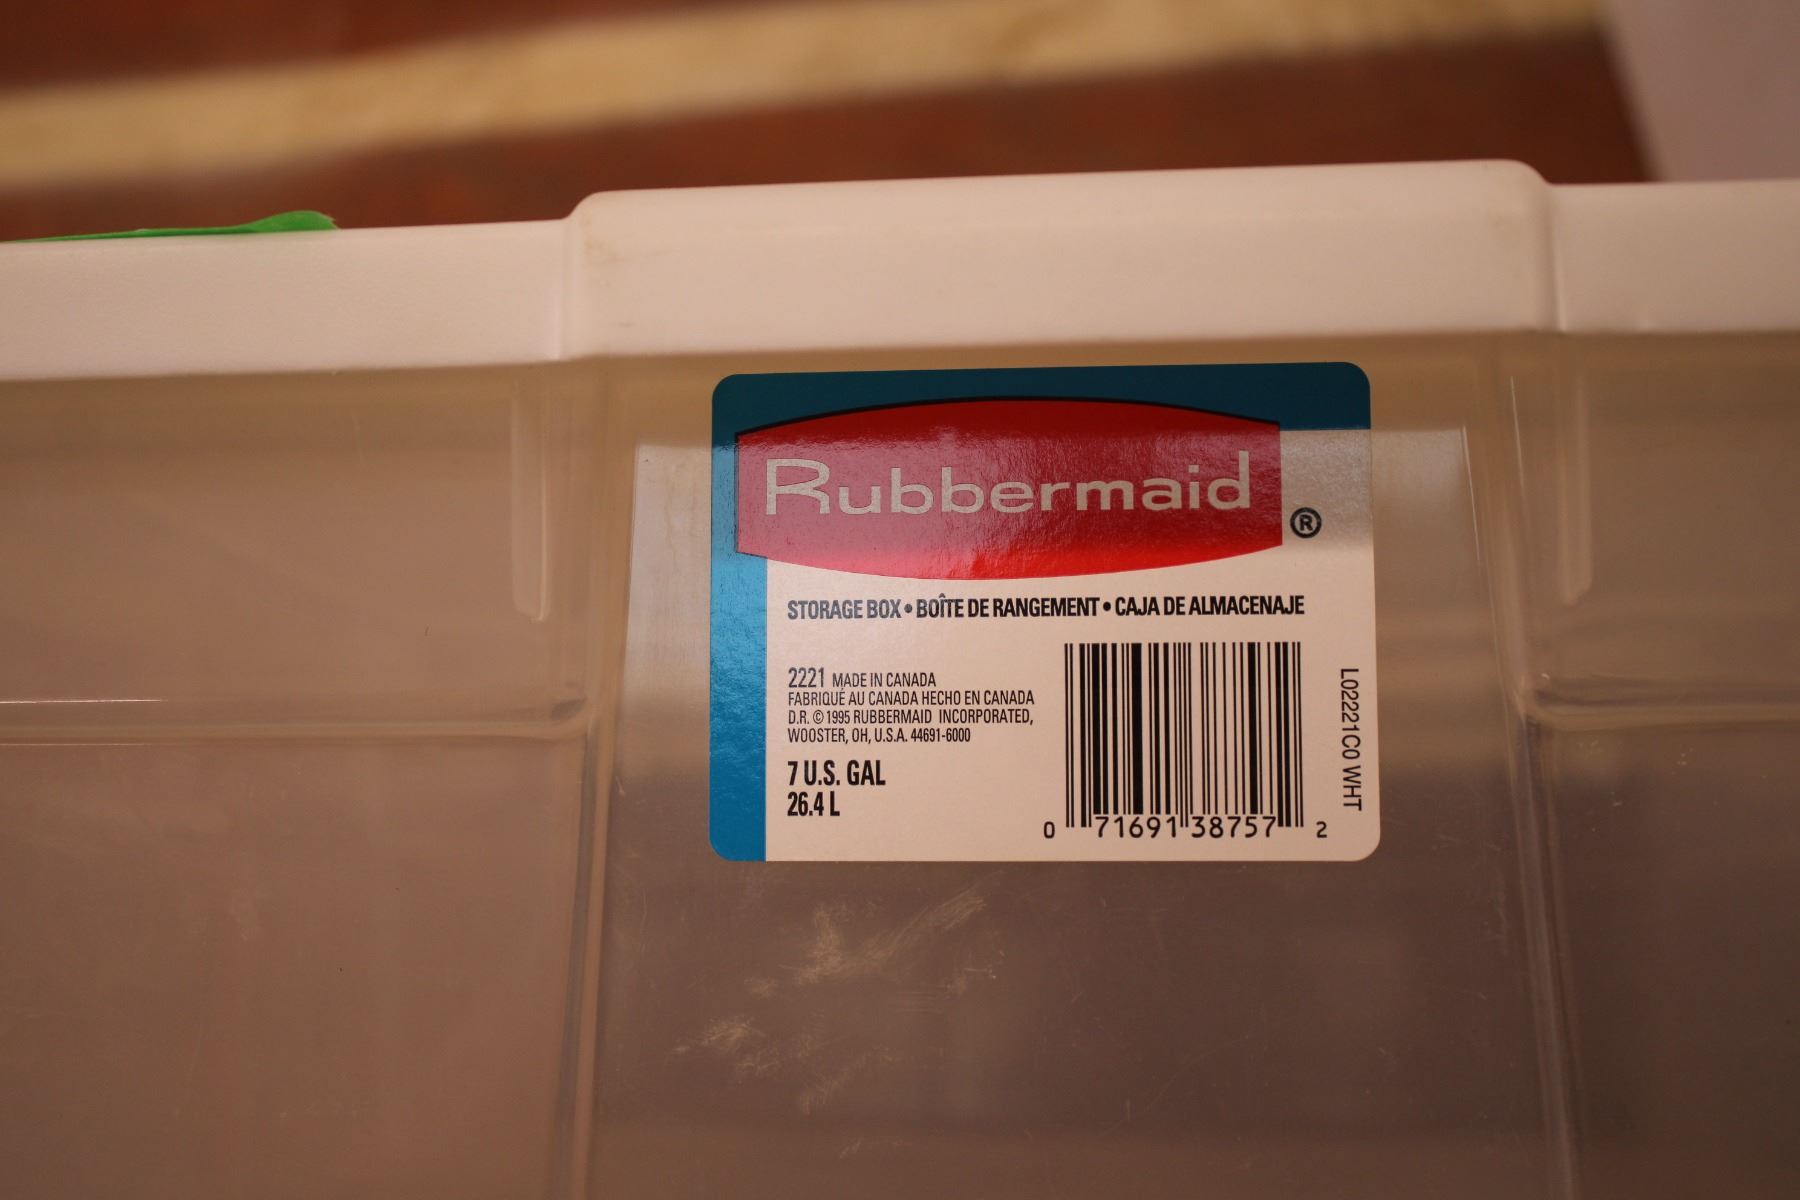 Rubbermaid ®
STORAGE BOX • BOÎTE DE RANGEMENT • CAJA DE ALMACENAJE
2221 MADE IN CANADA
FABRIQUÉ AU CANADA HECHO EN CANADA
D.R. © 1995 RUBBERMAID INCORPORATED,
WOOSTER, OH, U.S.A. 44691-6000
7 U.S. GAL
26.4 L
0 71691 38757 2
L02221C0 WHT